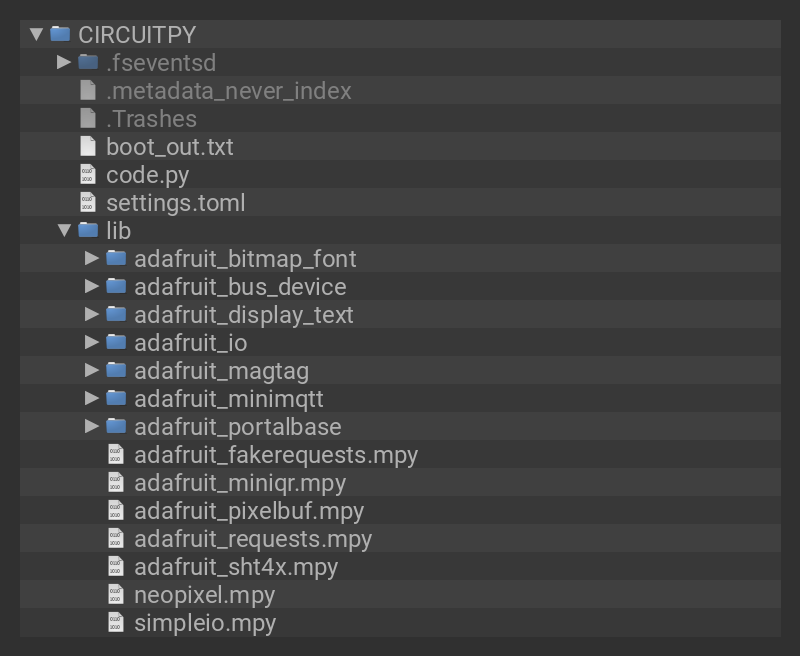 CIRCUITPY
.fseventsd
.metadata_never_index
.Trashes
boot_out.txt
code.py
settings.toml
lib
adafruit_bitmap_font
adafruit_bus_device
adafruit_display_text
adafruit_io
adafruit_magtag
adafruit_minimqtt
adafruit_portalbase
adafruit_fakerequests.mpy
adafruit_miniqr.mpy
adafruit_pixelbuf.mpy
adafruit_requests.mpy
adafruit_sht4x.mpy
neopixel.mpy
simpleio.mpy